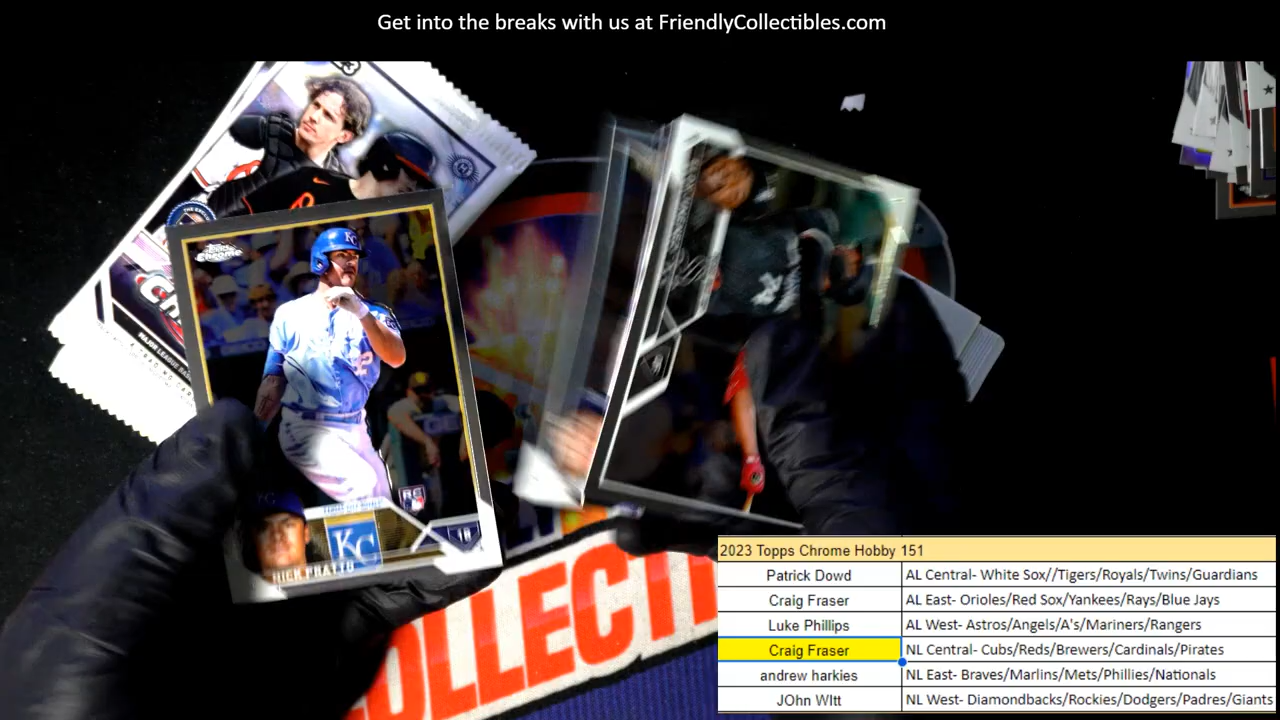 Get into the breaks with us at FriendlyCollectibles.com
Topps
Chrome
KC
RC
NICK PRATTO
OLLECTI
2023 Topps Chrome Hobby 151
Patrick Dowd AL Central- White Sox//Tigers/Royals/Twins/Guardians
Craig Fraser AL East- Orioles/Red Sox/Yankees/Rays/Blue Jays
Luke Phillips AL West- Astros/Angels/A's/Mariners/Rangers
Craig Fraser NL Central- Cubs/Reds/Brewers/Cardinals/Pirates
andrew harkies NL East- Braves/Marlins/Mets/Phillies/Nationals
JOhn WItt NL West- Diamondbacks/Rockies/Dodgers/Padres/Giants